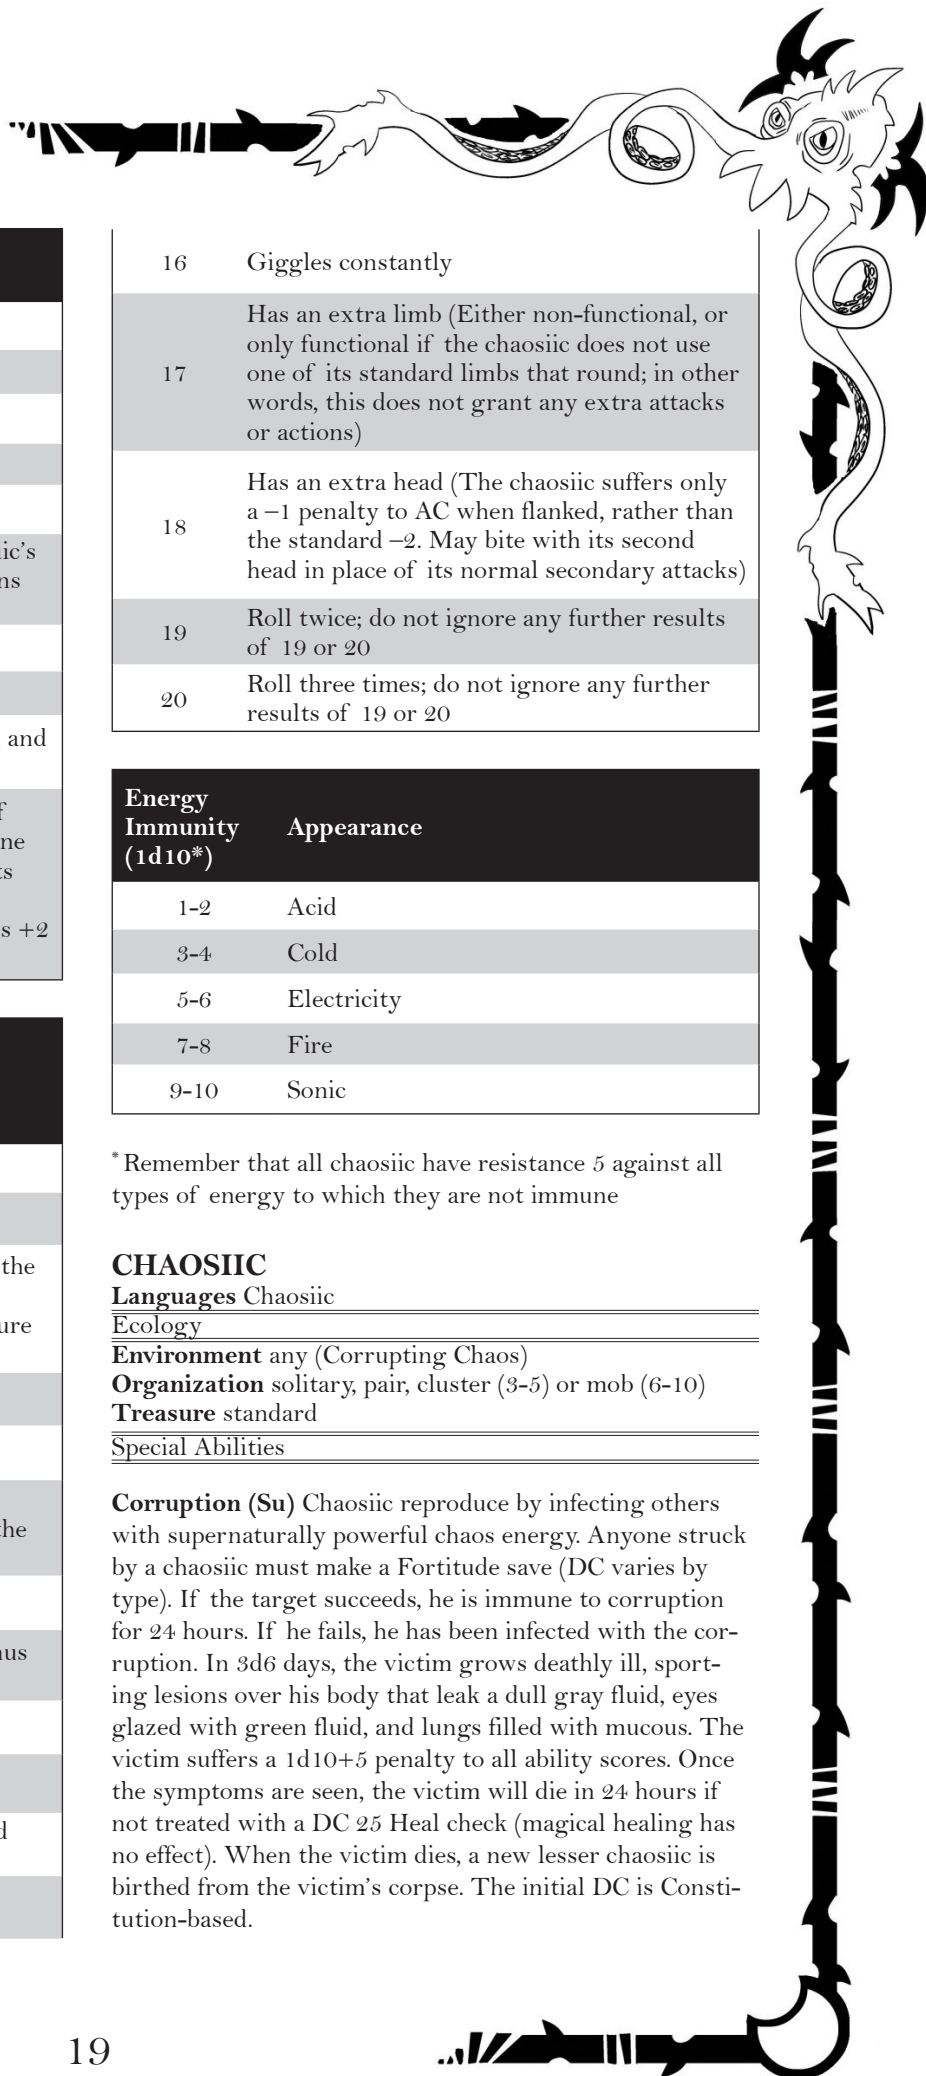 ic's
ns
and
f
ne
ts
s +2
the
ure
the
nus
d
16 Giggles constantly
Has an extra limb (Either non-functional, or
only functional if the chaosiic does not use
17 one of its standard limbs that round; in other
words, this does not grant any extra attacks
or actions)
Has an extra head (The chaosiic suffers only
a –1 penalty to AC when flanked, rather than
18 the standard –2. May bite with its second
head in place of its normal secondary attacks)
19 Roll twice; do not ignore any further results
of 19 or 20
20 Roll three times; do not ignore any further
results of 19 or 20
Energy
Immunity Appearance
(1d10*)
1-2 Acid
3-4 Cold
5-6 Electricity
7-8 Fire
9-10 Sonic
* Remember that all chaosiic have resistance 5 against all
types of energy to which they are not immune
CHAOSIIC
Languages Chaosiic
Ecology
Environment any (Corrupting Chaos)
Organization solitary, pair, cluster (3-5) or mob (6-10)
Treasure standard
Special Abilities
Corruption (Su) Chaosiic reproduce by infecting others
with supernaturally powerful chaos energy. Anyone struck
by a chaosiic must make a Fortitude save (DC varies by
type). If the target succeeds, he is immune to corruption
for 24 hours. If he fails, he has been infected with the cor-
ruption. In 3d6 days, the victim grows deathly ill, sport-
ing lesions over his body that leak a dull gray fluid, eyes
glazed with green fluid, and lungs filled with mucous. The
victim suffers a 1d10+5 penalty to all ability scores. Once
the symptoms are seen, the victim will die in 24 hours if
not treated with a DC 25 Heal check (magical healing has
no effect). When the victim dies, a new lesser chaosiic is
birthed from the victim's corpse. The initial DC is Consti-
tution-based.
19